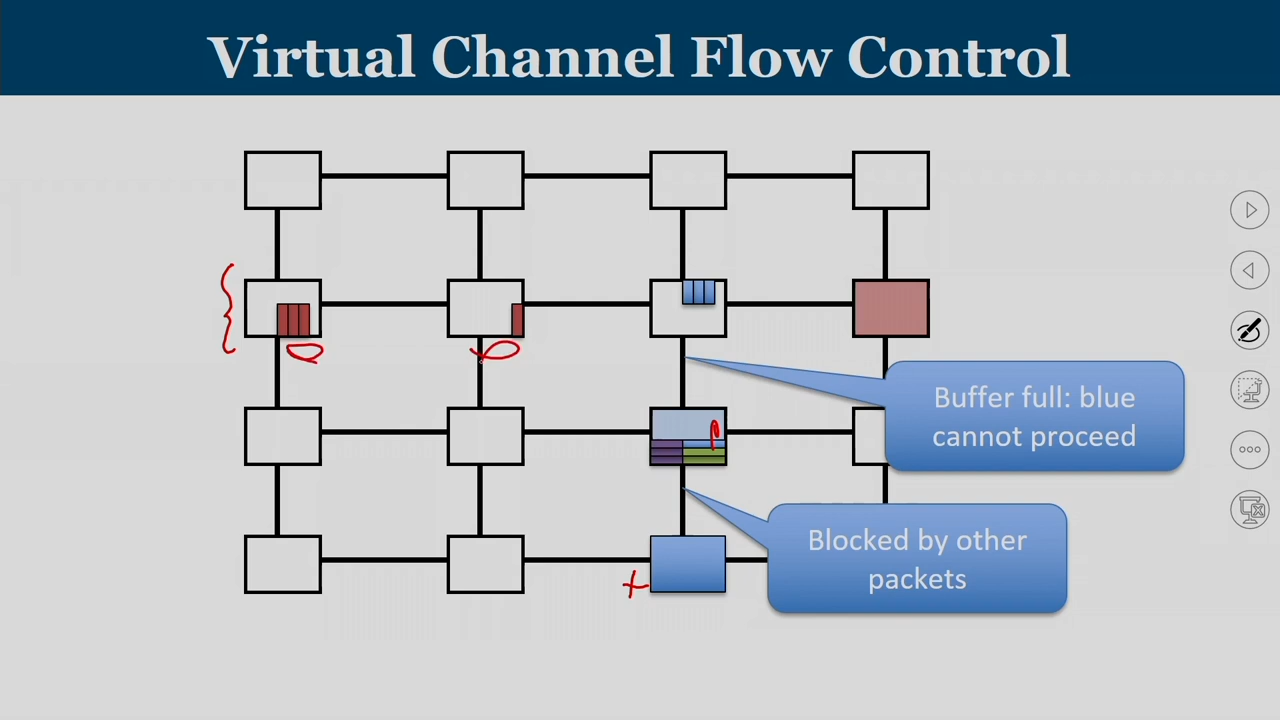 Virtual Channel Flow Control
Buffer full: blue
cannot proceed
Blocked by other
packets